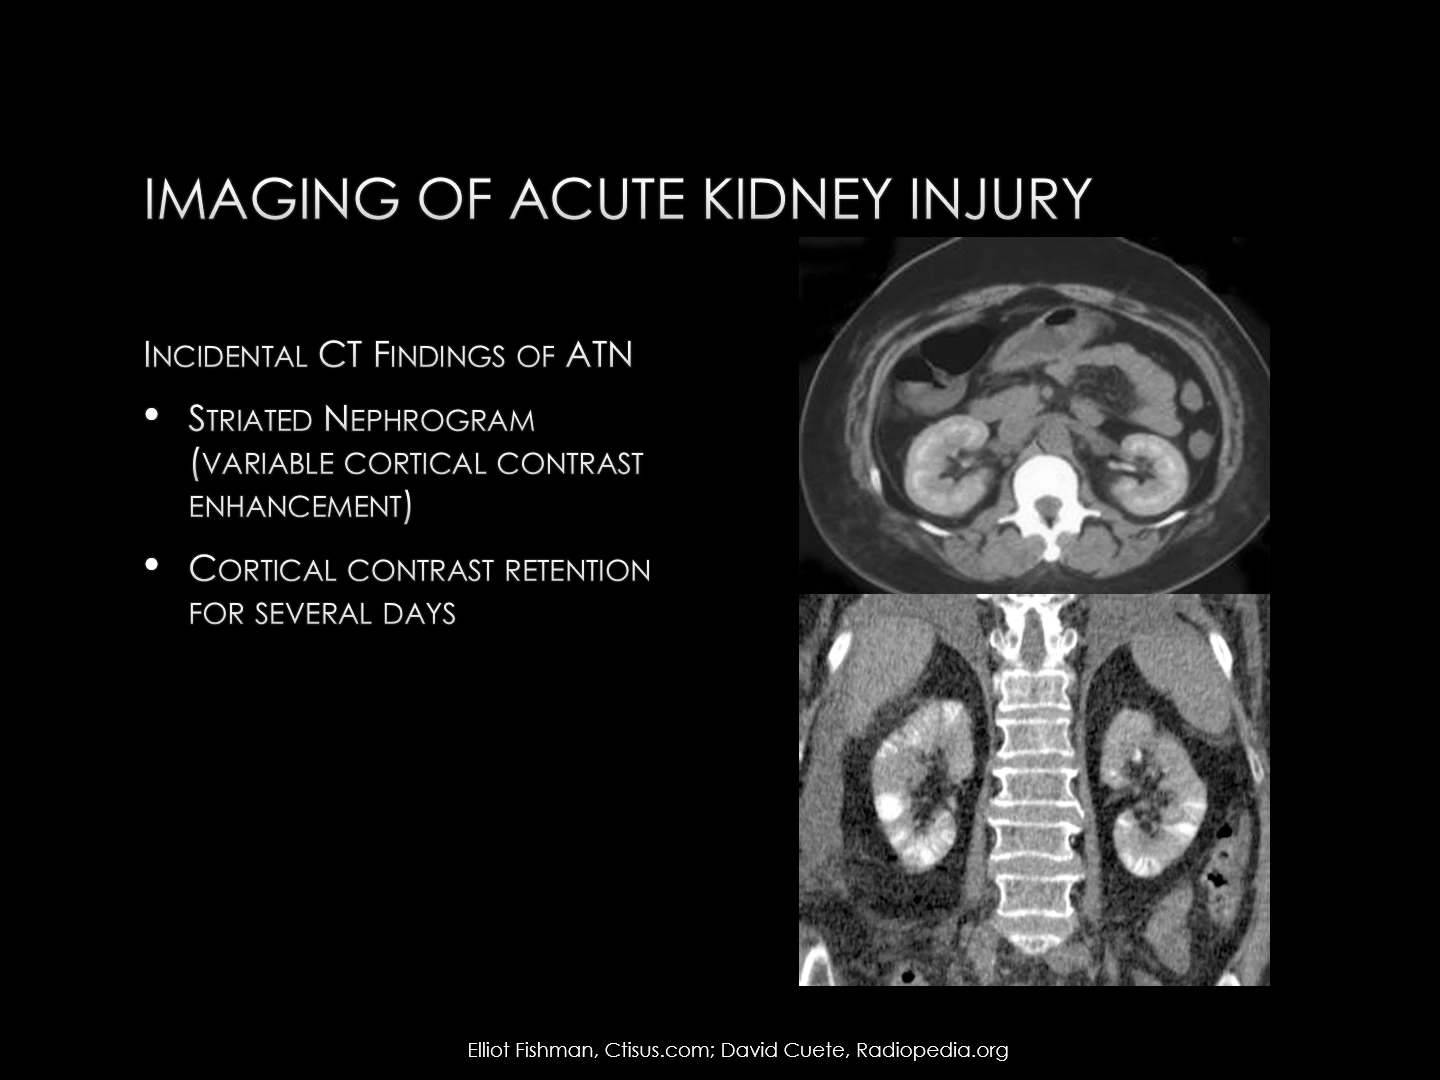 IMAGING OF ACUTE KIDNEY INJURY
INCIDENTAL CT FINDINGS OF ATN
• STRIATED NEPHROGRAM
(VARIABLE CORTICAL CONTRAST
ENHANCEMENT)
• CORTICAL CONTRAST RETENTION
FOR SEVERAL DAYS
Elliot Fishman, Ctisus.com; David Cuete, Radiopedia.org